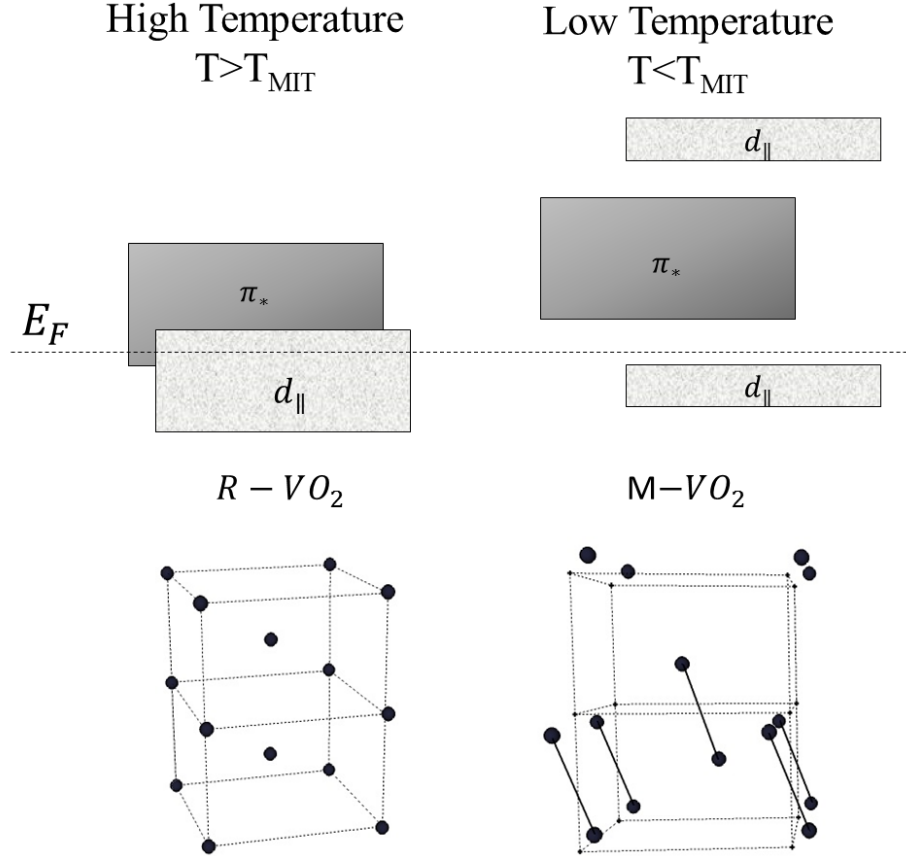 High Temperature
T>T_MIT
Low Temperature
T<T_MIT
d_∥
π_*
π_*
E_F
d_∥
d_∥
R − VO_2
M−VO_2